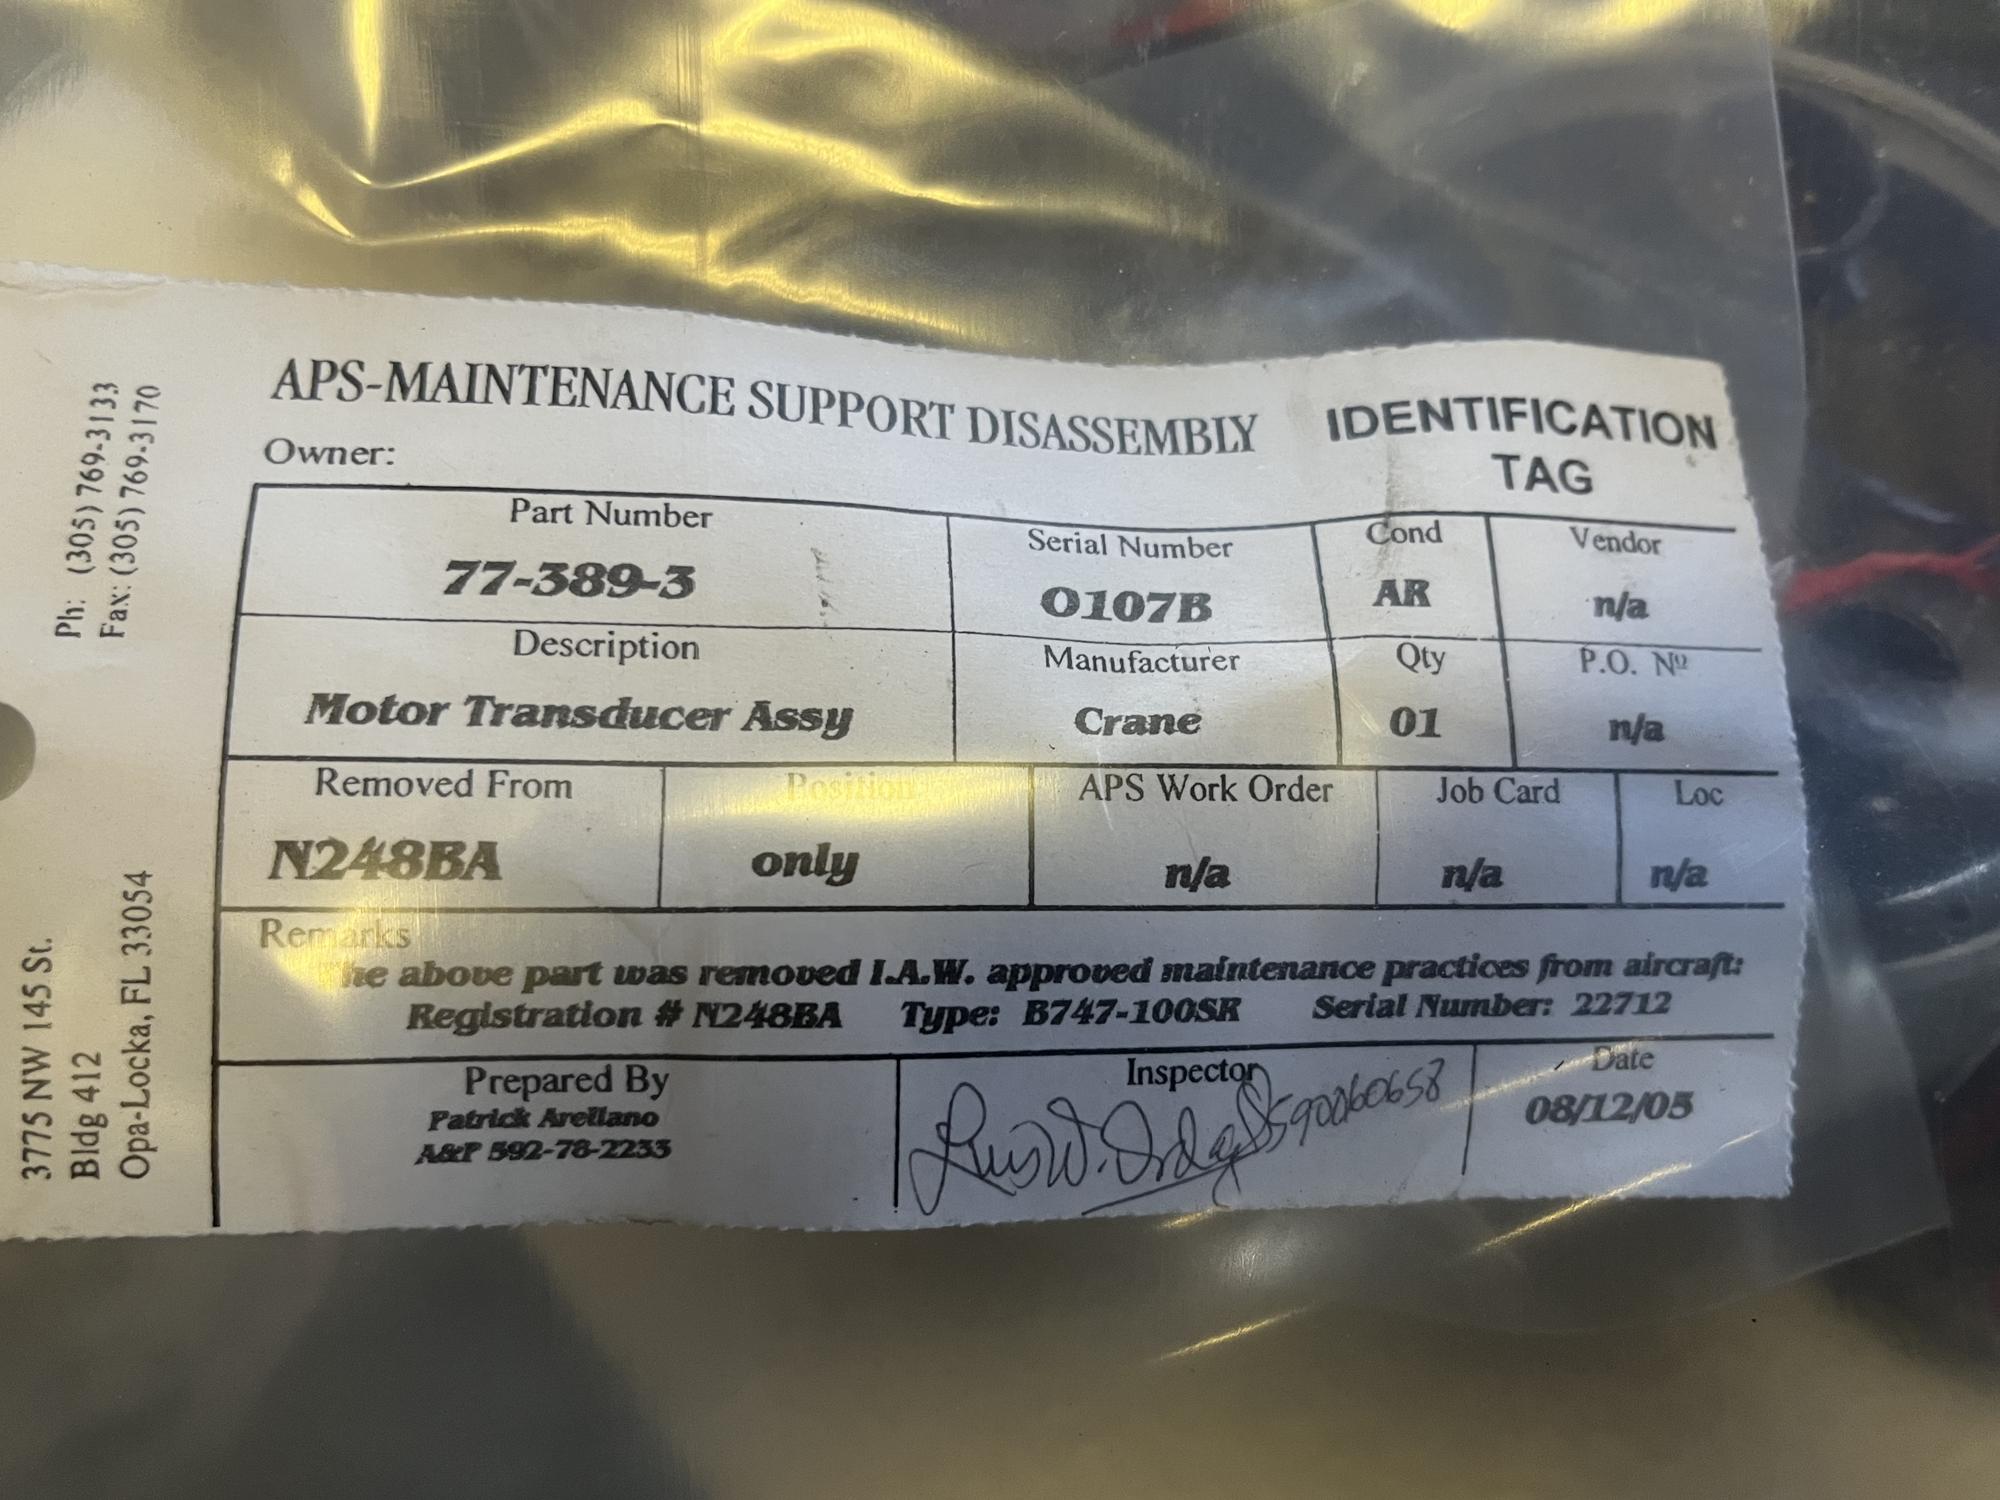 APS-MAINTENANCE SUPPORT DISASSEMBLY
IDENTIFICATION
TAG
Owner:
Part Number
77-389-3
Serial Number
0107B
Cond
AR
Vendor
n/a
Description
Motor Transducer Assy
Manufacturer
Crane
Qty
01
P.O. Nº
n/a
Removed From
N248BA
Position
only
APS Work Order
n/a
Job Card
n/a
Loc
n/a
Remarks
The above part was removed I.A.W. approved maintenance practices from aircraft:
Registration # N248BA Type: B747-100SR Serial Number: 22712
Prepared By
Patrick Arellano
A&P 592-78-2233
Inspector
590060658
Date
08/12/05
Ph: (305) 769-3133
Fax: (305) 769-3170
3775 NW 145 St.
Bldg 412
Opa-Locka, FL 33054